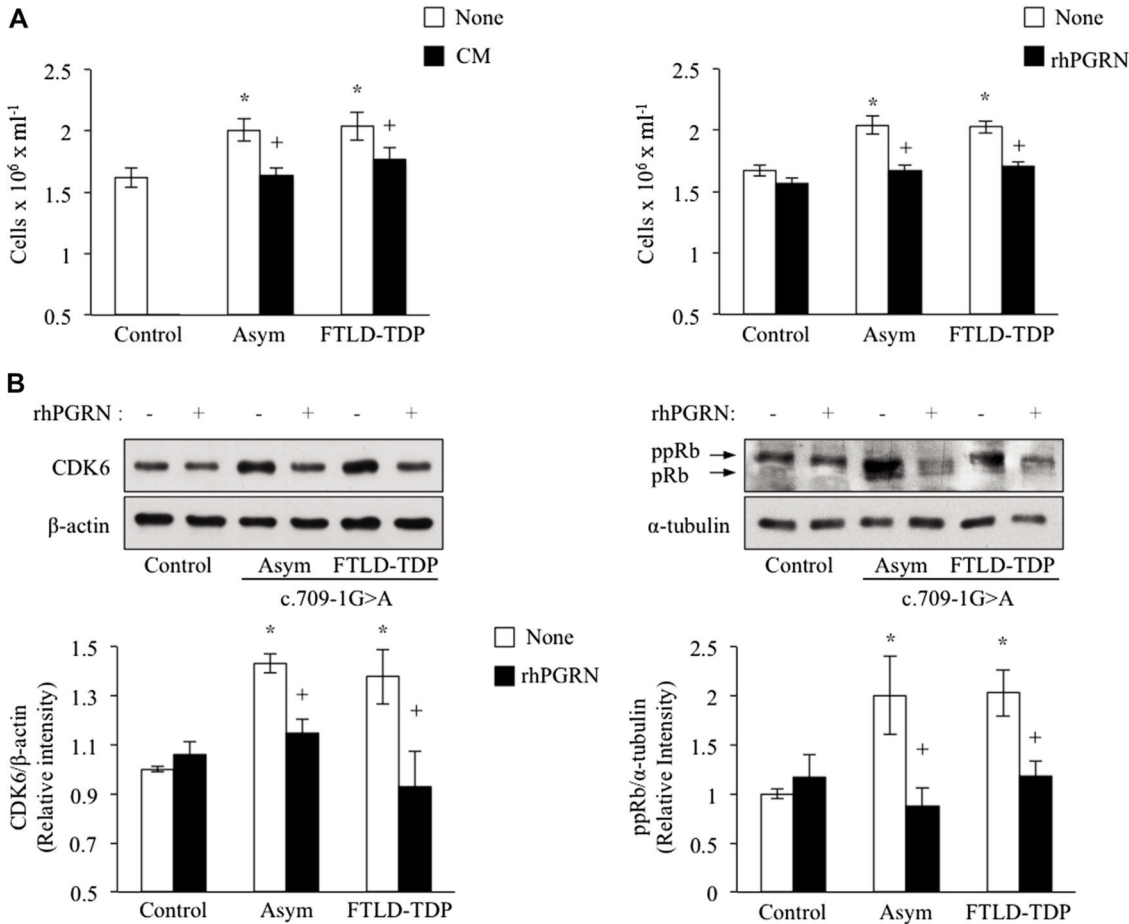 A
None
CM
Cells x 10⁶ x ml⁻¹
2.5
2
1.5
1
0.5
* + * +
Control Asym FTLD-TDP
None
rhPGRN
Cells x 10⁶ x ml⁻¹
2.5
2
1.5
1
0.5
* + * +
Control Asym FTLD-TDP
B
rhPGRN : - + - + - +
CDK6
β-actin
Control Asym FTLD-TDP
c.709-1G>A
rhPGRN: - + - + - +
ppRb
pRb
α-tubulin
Control Asym FTLD-TDP
c.709-1G>A
None
rhPGRN
CDK6/β-actin
(Relative intensity)
1.5
1.3
1.1
0.9
0.7
0.5
* + * +
Control Asym FTLD-TDP
ppRb/α-tubulin
(Relative Intensity)
2.5
2
1.5
1
0.5
0
* + * +
Control Asym FTLD-TDP